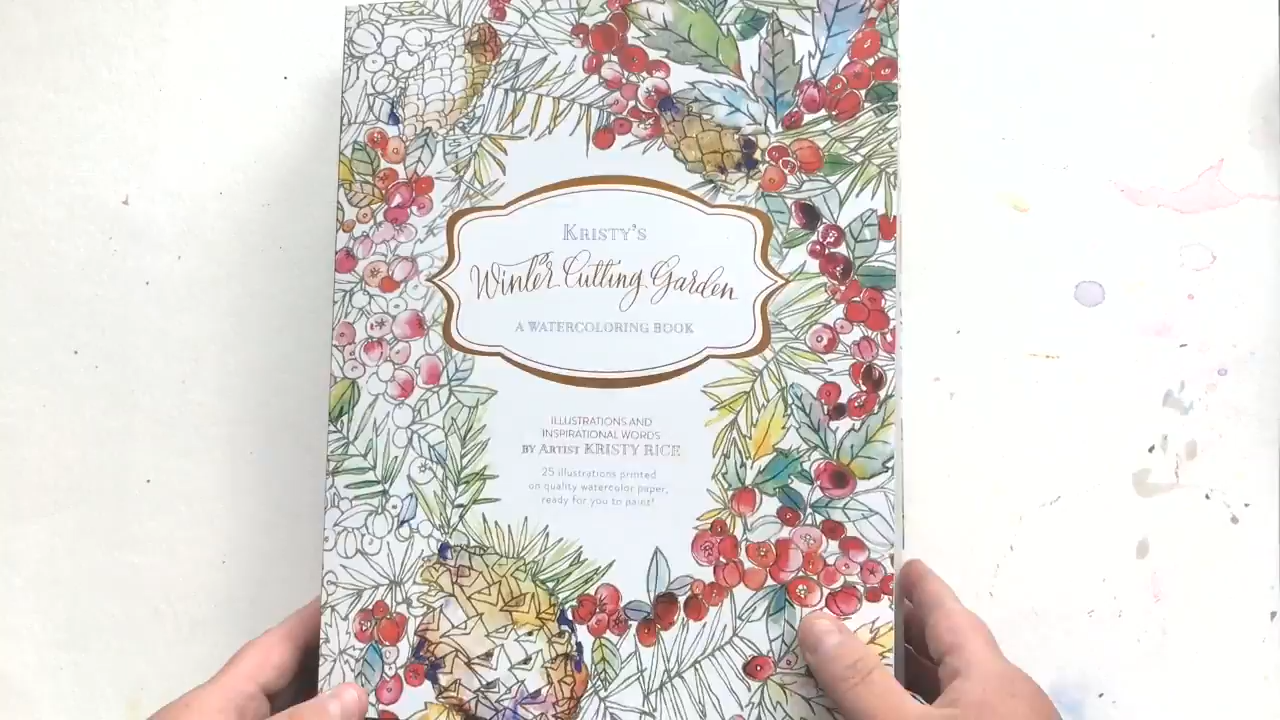 KRISTY'S
Winter Cutting Garden
A WATERCOLORING BOOK
ILLUSTRATIONS AND
INSPIRATIONAL WORDS
BY ARTIST KRISTY RICE
25 illustrations printed
on quality watercolor paper,
ready for you to paint!